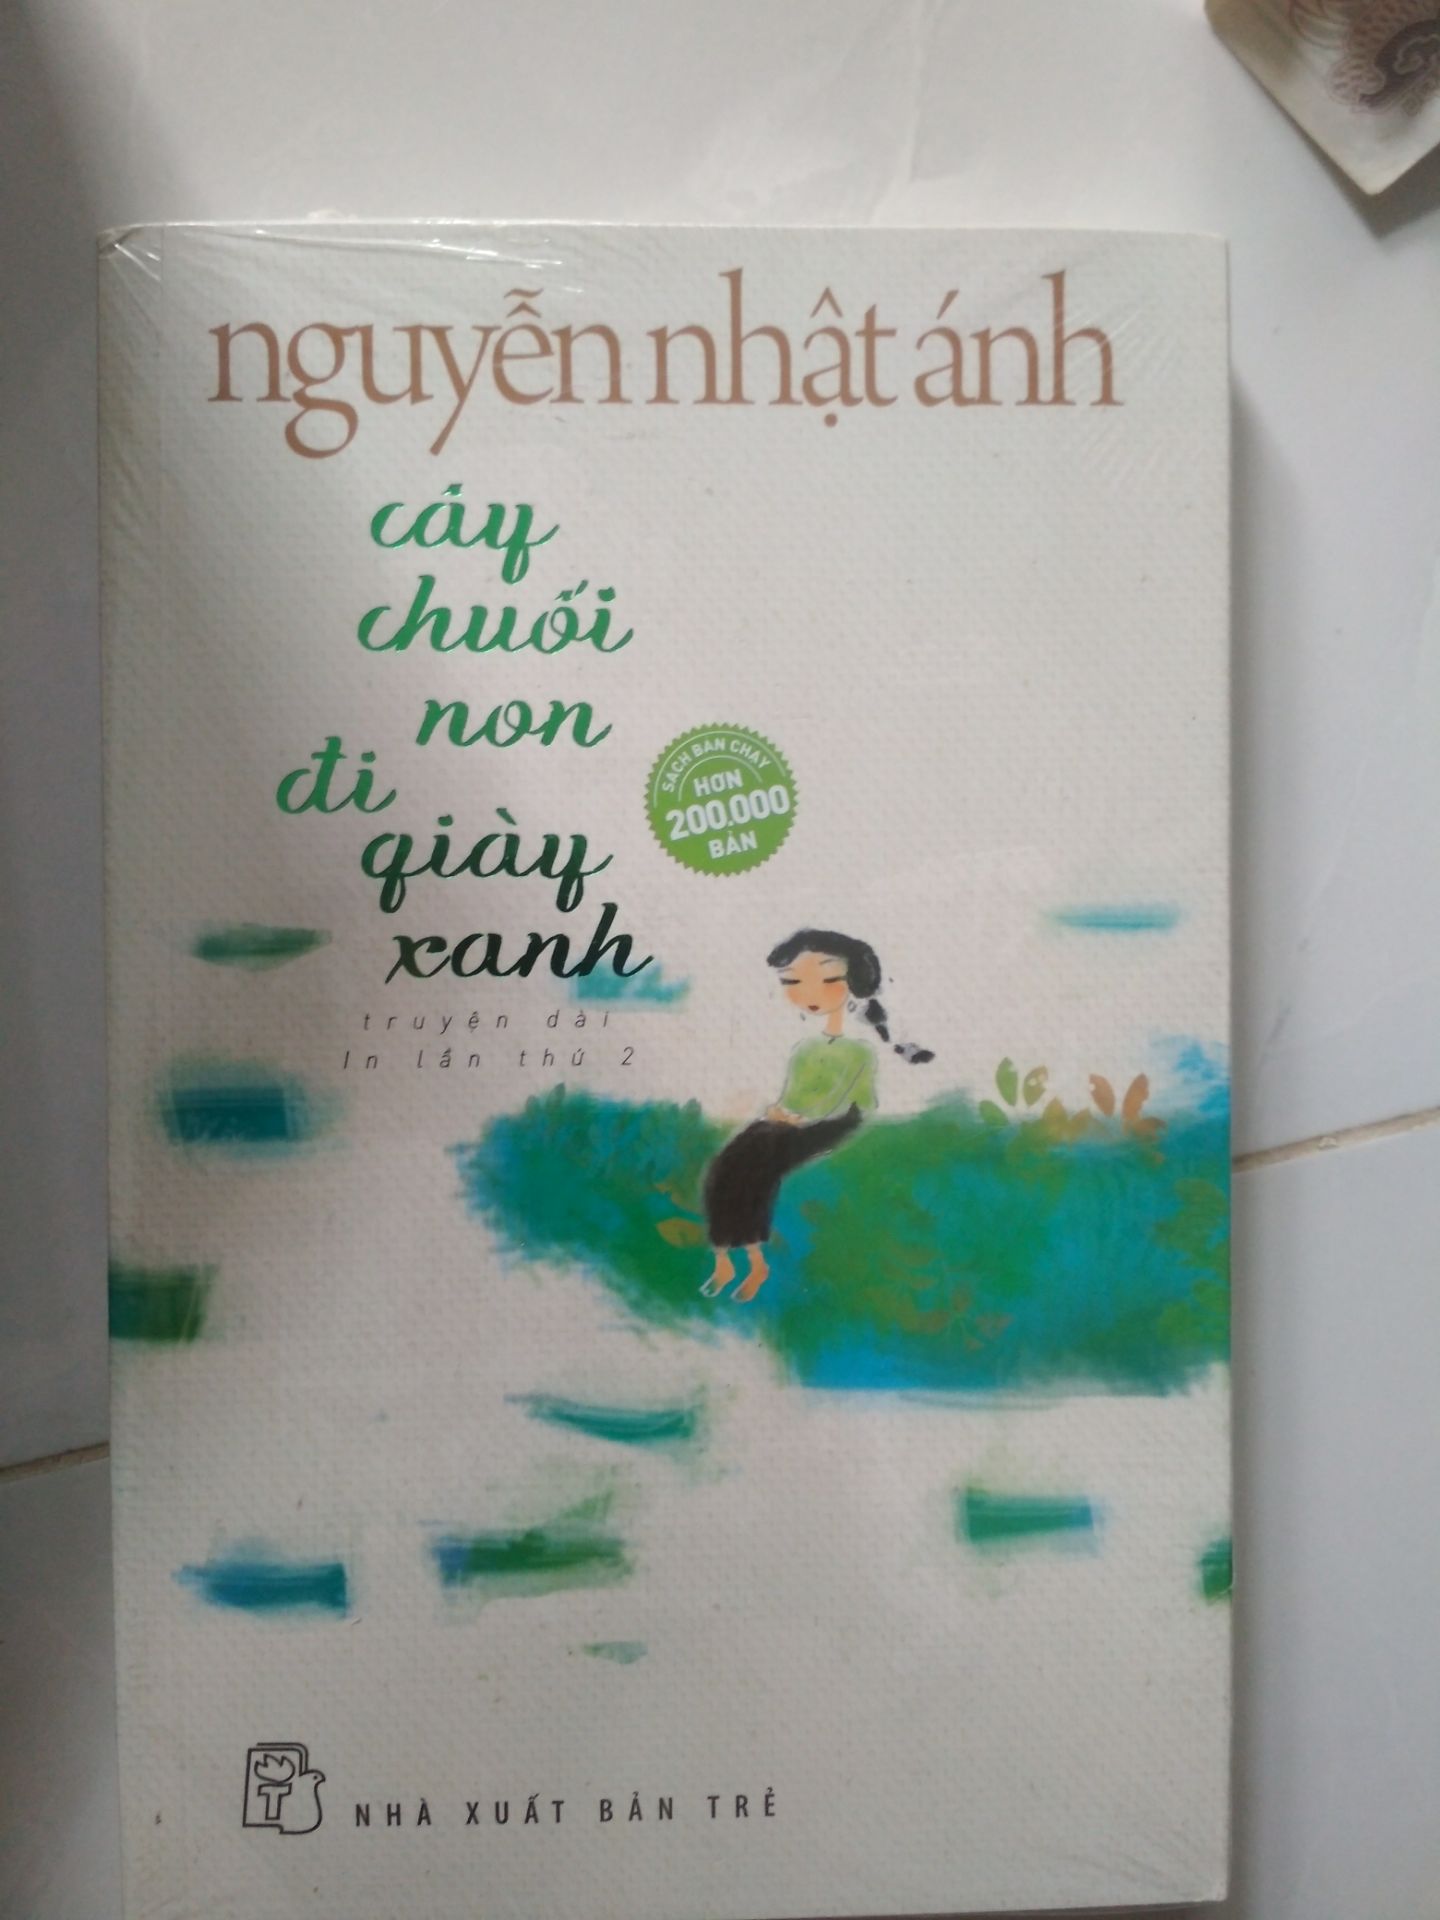 nguyễn nhật ánh
cây
chuối
non
đi
giày
xanh
SÁCH BÁN CHẠY
HƠN
200.000
BẢN
truyện dài
In lần thứ 2
T
NHÀ XUẤT BẢN TRẺ